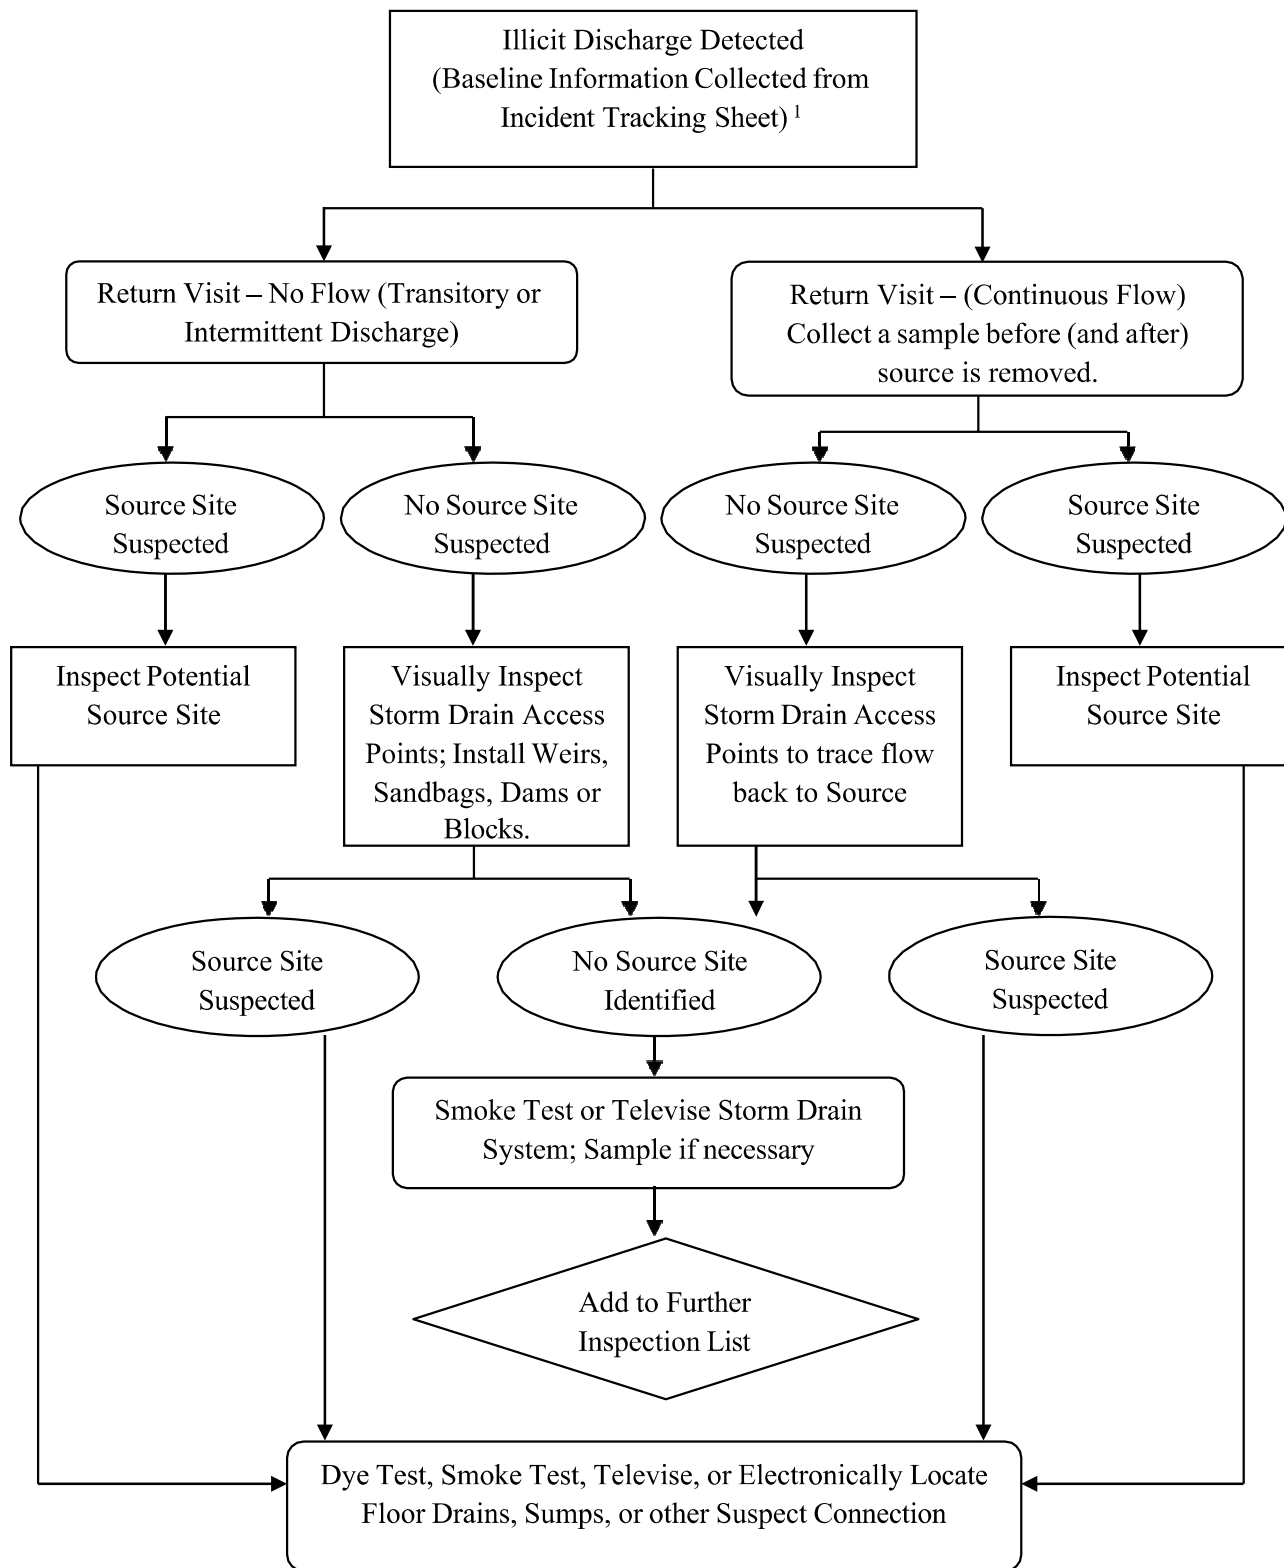 Illicit Discharge Detected
(Baseline Information Collected from
Incident Tracking Sheet) 1
Return Visit – No Flow (Transitory or
Intermittent Discharge)
Return Visit – (Continuous Flow)
Collect a sample before (and after)
source is removed.
Source Site
Suspected
No Source Site
Suspected
No Source Site
Suspected
Source Site
Suspected
Inspect Potential
Source Site
Visually Inspect
Storm Drain Access
Points; Install Weirs,
Sandbags, Dams or
Blocks.
Visually Inspect
Storm Drain Access
Points to trace flow
back to Source
Inspect Potential
Source Site
Source Site
Suspected
No Source Site
Identified
Source Site
Suspected
Smoke Test or Televise Storm Drain
System; Sample if necessary
Add to Further
Inspection List
Dye Test, Smoke Test, Televise, or Electronically Locate
Floor Drains, Sumps, or other Suspect Connection